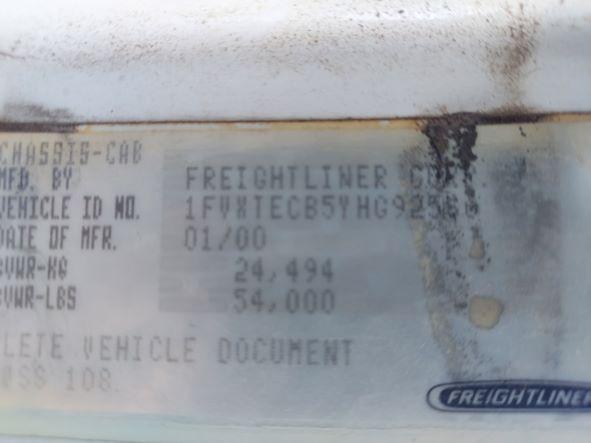 CHASSIS-CAB
MFD. BY FREIGHTLINER
VEHICLE ID NO.
DATE OF MFR. 01/00
GVWR-KG 24,494
GVWR-LBS 54,000
VEHICLE DOCUMENT
108.
FREIGHTLINER